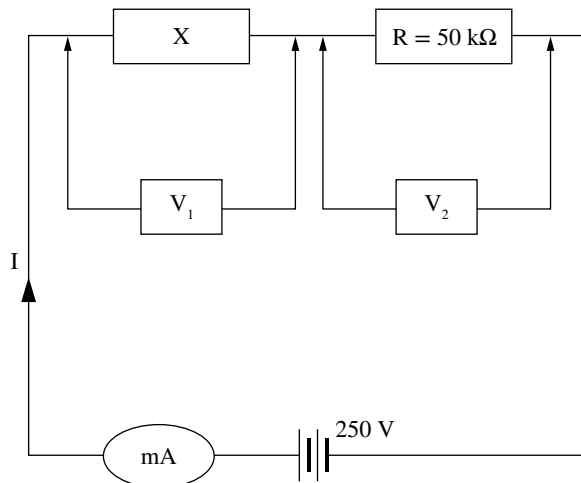 X
R = 50 kΩ
V₁
V₂
I
250 V
mA